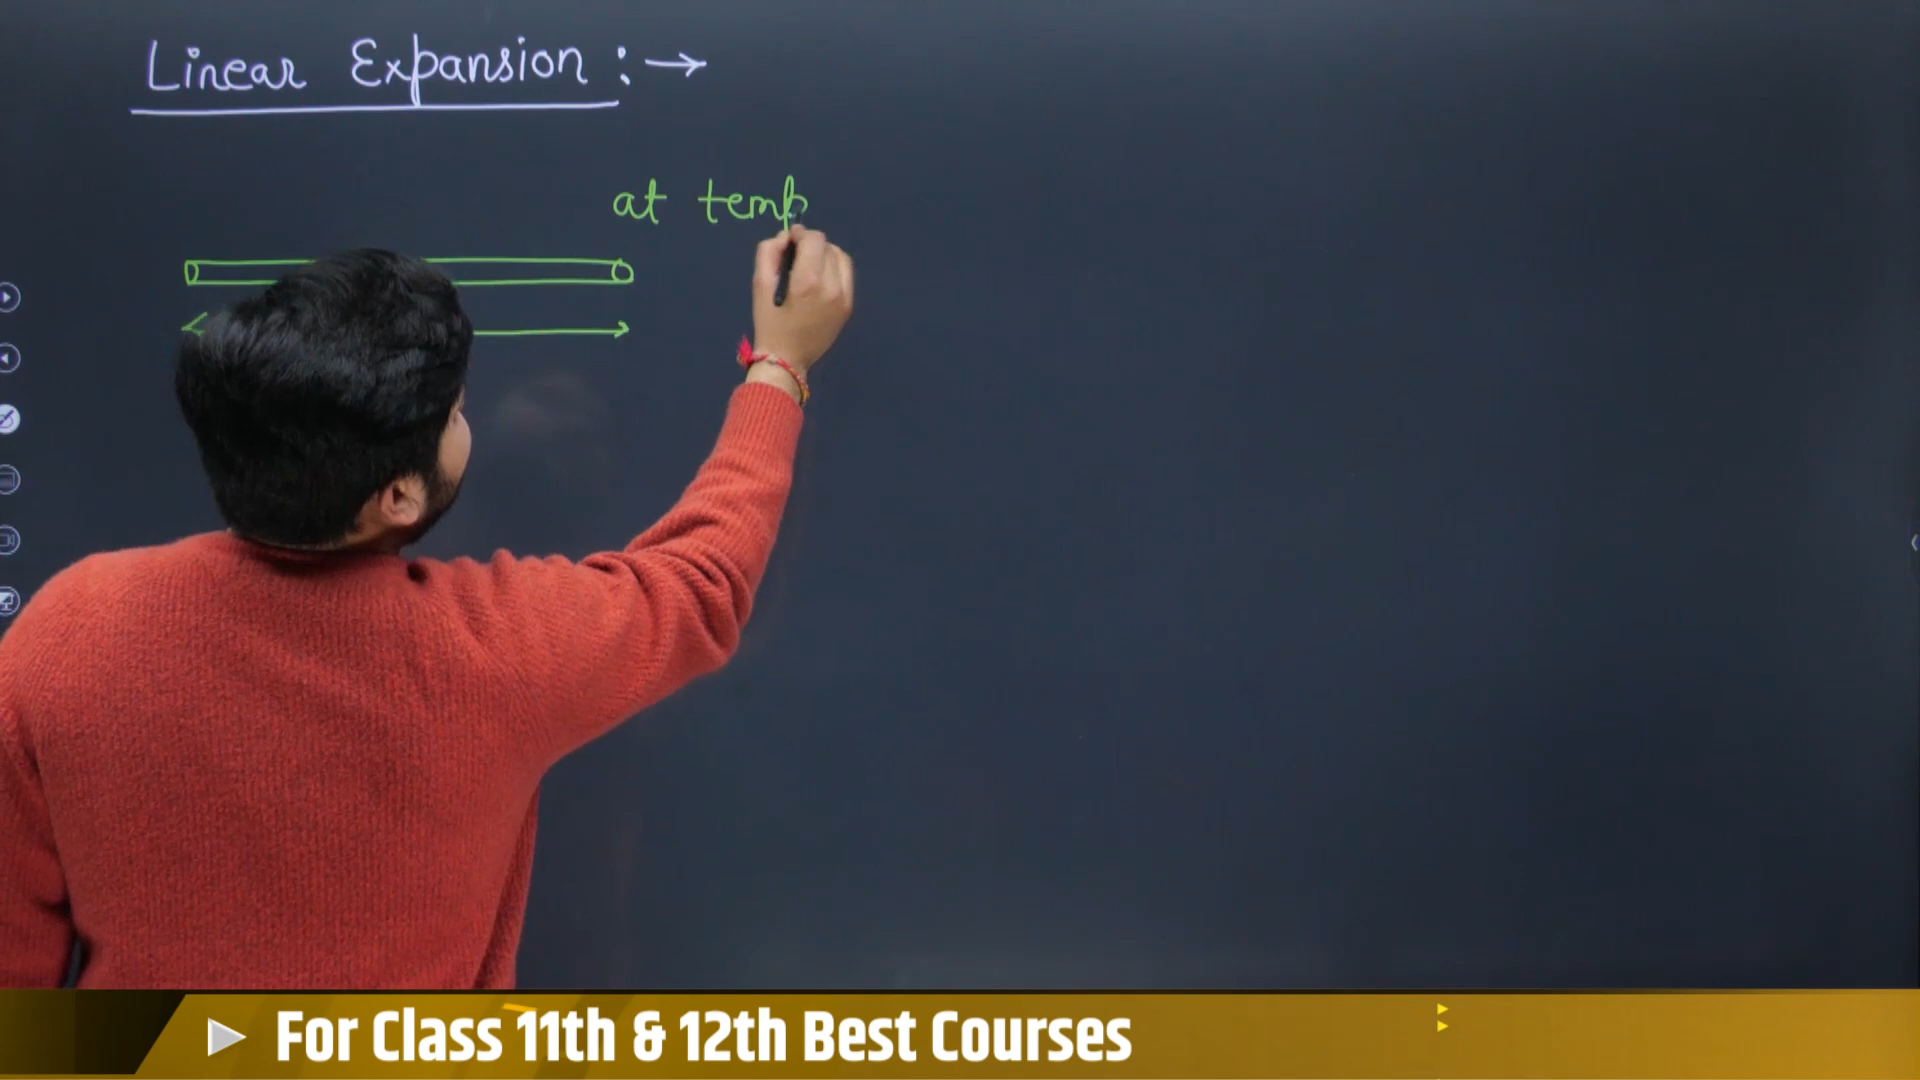 Linear Expansion :→
at temp
For Class 11th & 12th Best Courses